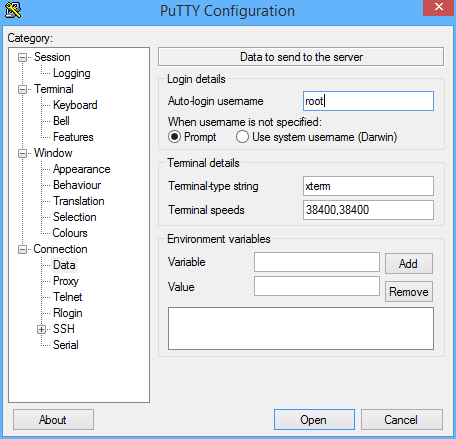 PuTTY Configuration
Category:
Session
Logging
Terminal
Keyboard
Bell
Features
Window
Appearance
Behaviour
Translation
Selection
Colours
Connection
Data
Proxy
Telnet
Rlogin
SSH
Serial
Data to send to the server
Login details
Auto-login username root
When username is not specified:
Prompt Use system username (Darwin)
Terminal details
Terminal-type string xterm
Terminal speeds 38400,38400
Environment variables
Variable Add
Value Remove
About Open Cancel